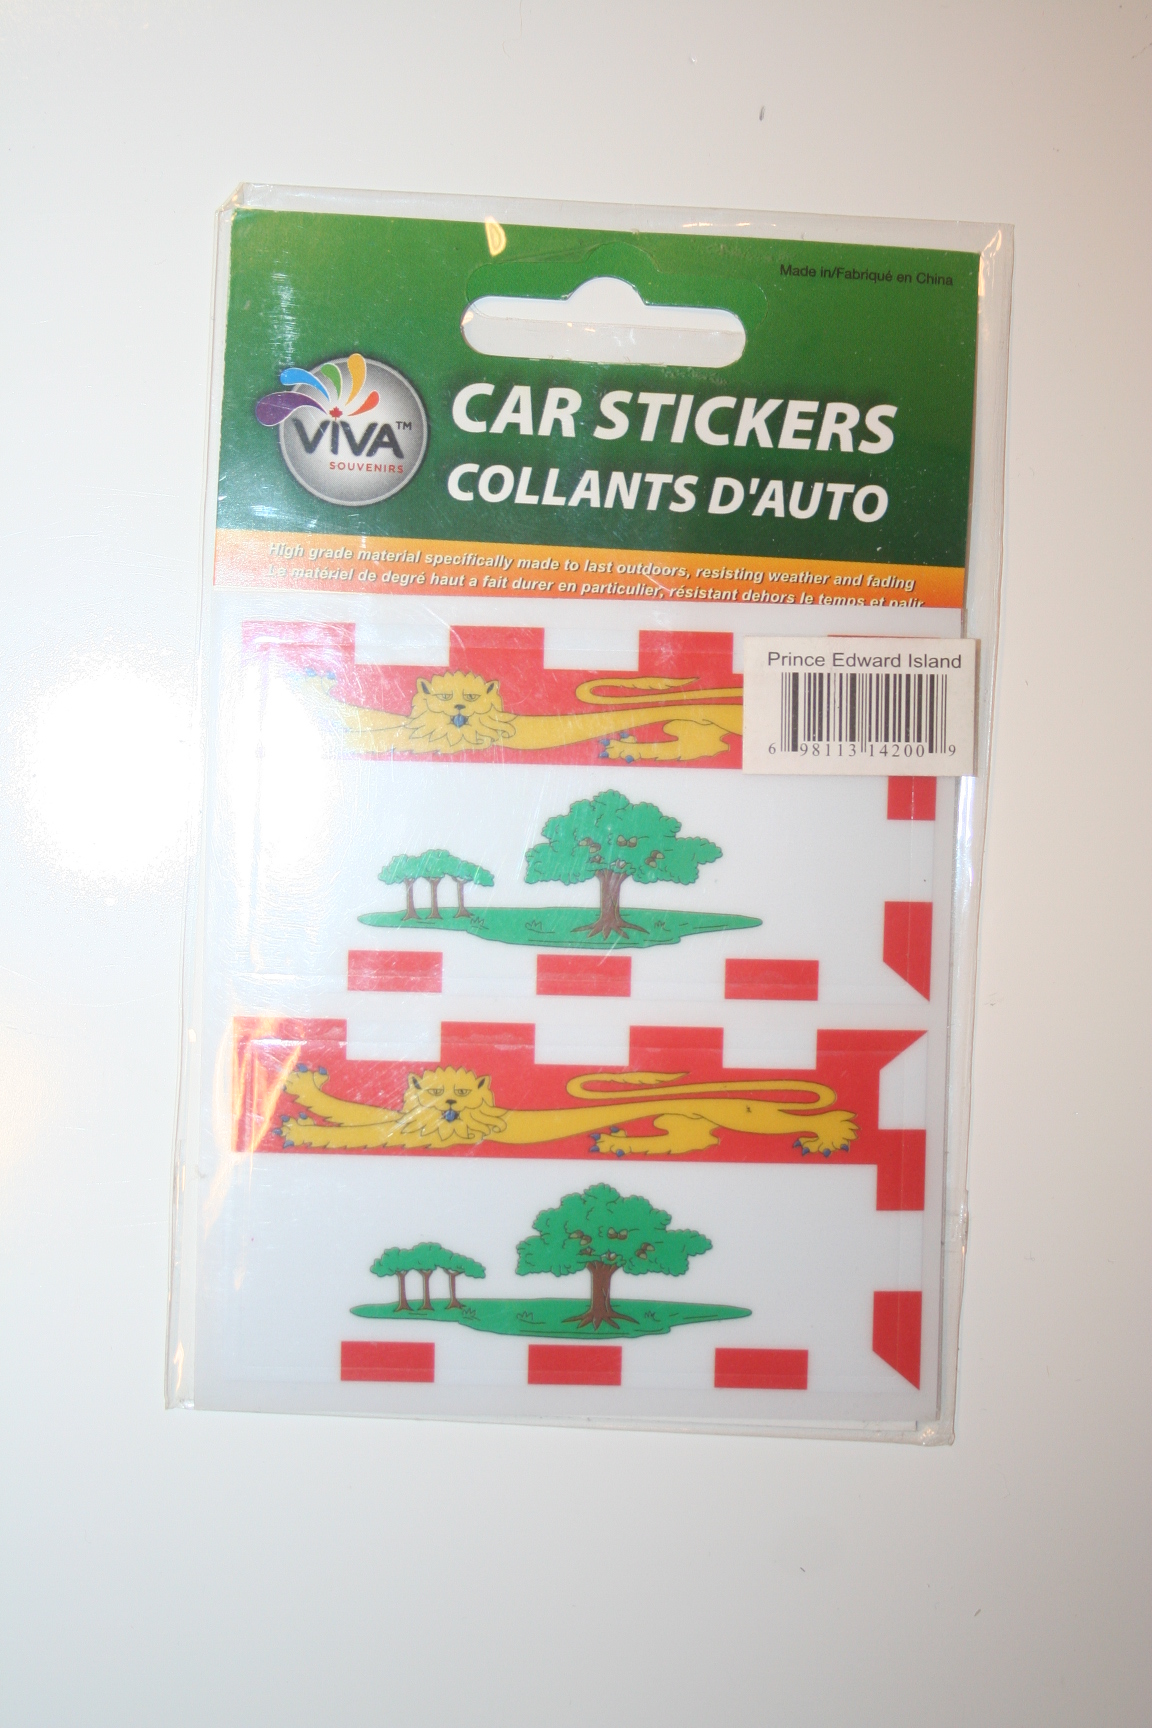 Made in/Fabriqué en China
VIVA™
SOUVENIRS
CAR STICKERS
COLLANTS D'AUTO
High grade material specifically made to last outdoors, resisting weather and fading
Le matériel de degré haut a fait durer en particulier, résistant dehors le temps et palir
Prince Edward Island
6 98113 14200 9